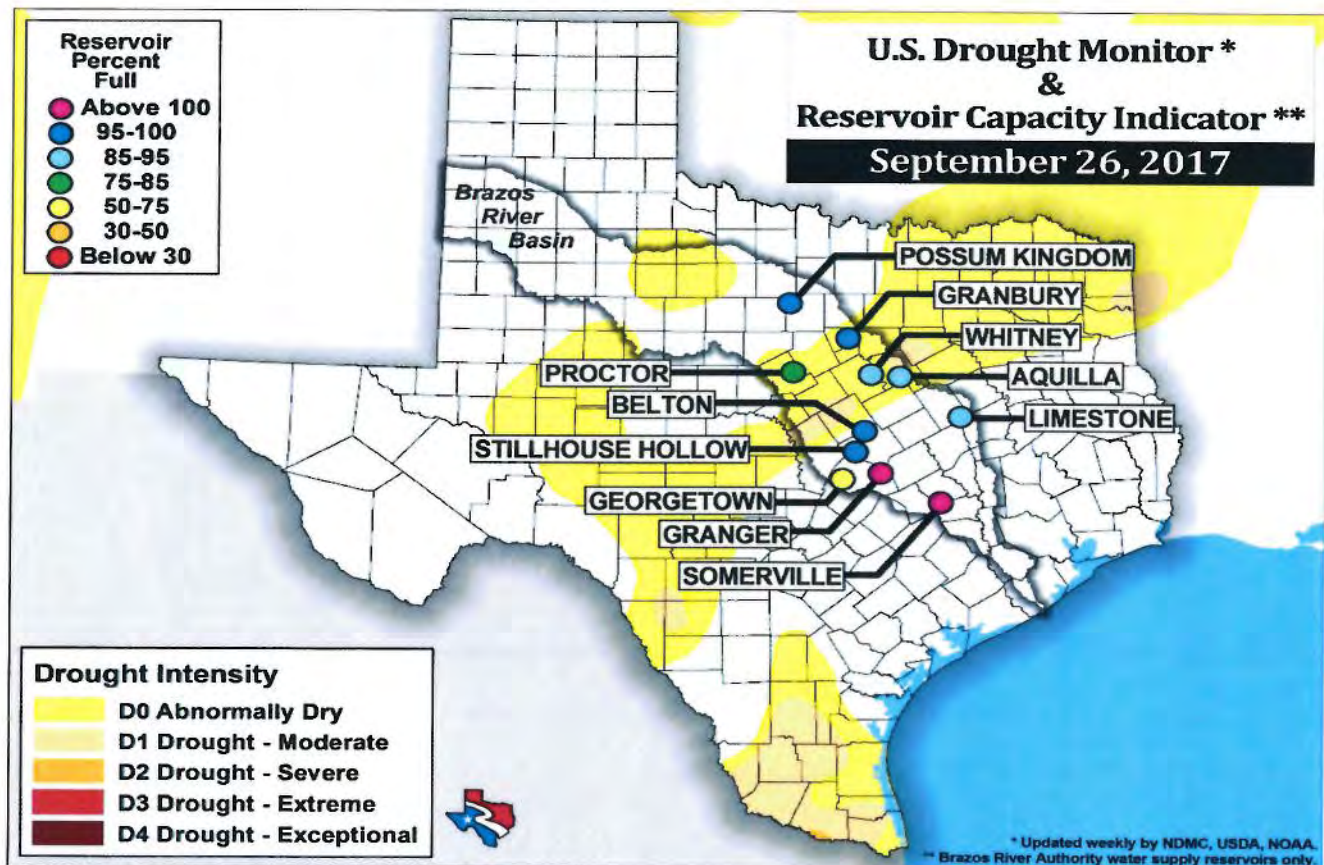 Reservoir
Percent
Full
Above 100
95-100
85-95
75-85
50-75
30-50
Below 30
U.S. Drought Monitor *
&
Reservoir Capacity Indicator **
September 26, 2017
Brazos
River
Basin
POSSUM KINGDOM
GRANBURY
WHITNEY
PROCTOR
AQUILLA
BELTON
LIMESTONE
STILLHOUSE HOLLOW
GEORGETOWN
GRANGER
SOMERVILLE
Drought Intensity
D0 Abnormally Dry
D1 Drought - Moderate
D2 Drought - Severe
D3 Drought - Extreme
D4 Drought - Exceptional
* Updated weekly by NDMC, USDA, NOAA.
** Brazos River Authority water supply reservoirs only.